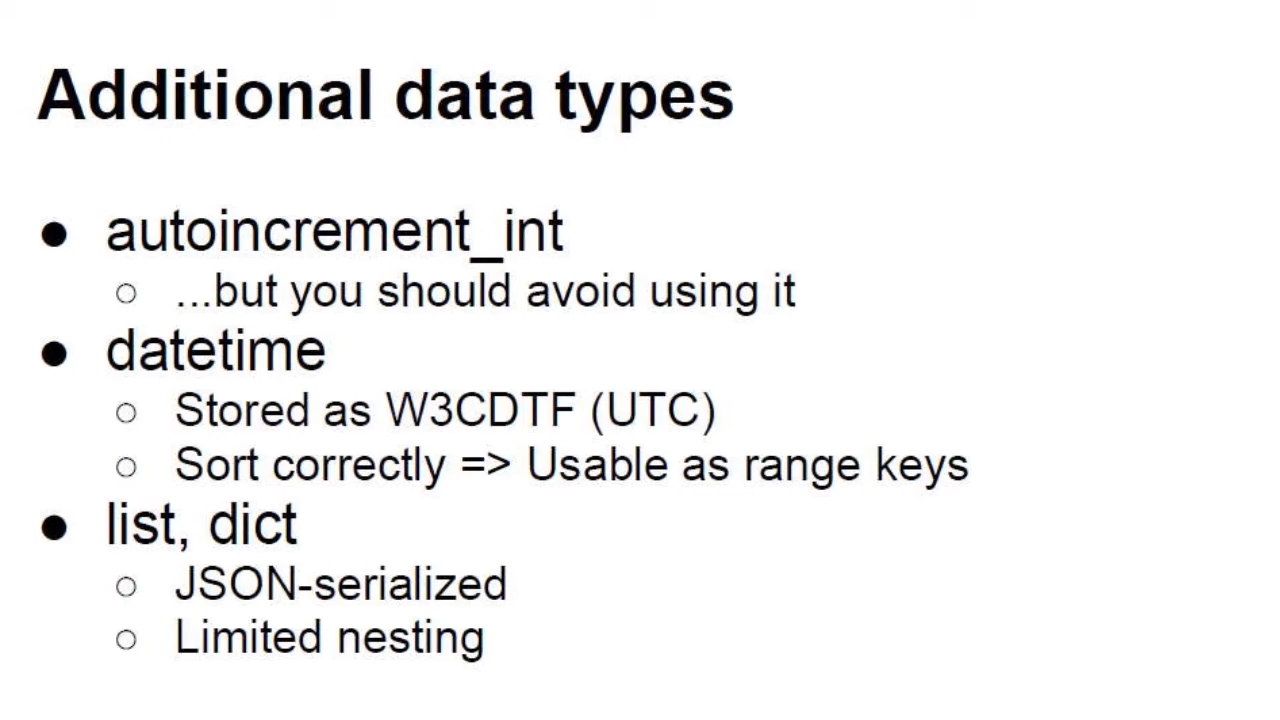 Additional data types
● autoincrement_int
○ ...but you should avoid using it
● datetime
○ Stored as W3CDTF (UTC)
○ Sort correctly => Usable as range keys
● list, dict
○ JSON-serialized
○ Limited nesting